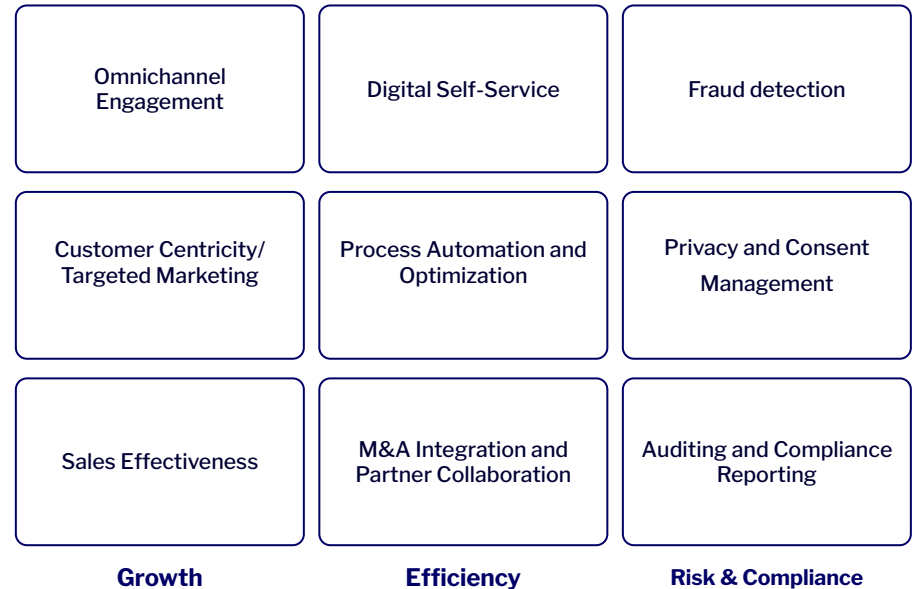 Omnichannel
Engagement
Digital Self-Service
Fraud detection
Customer Centricity/
Targeted Marketing
Process Automation and
Optimization
Privacy and Consent
Management
Sales Effectiveness
M&A Integration and
Partner Collaboration
Auditing and Compliance
Reporting
Growth
Efficiency
Risk & Compliance